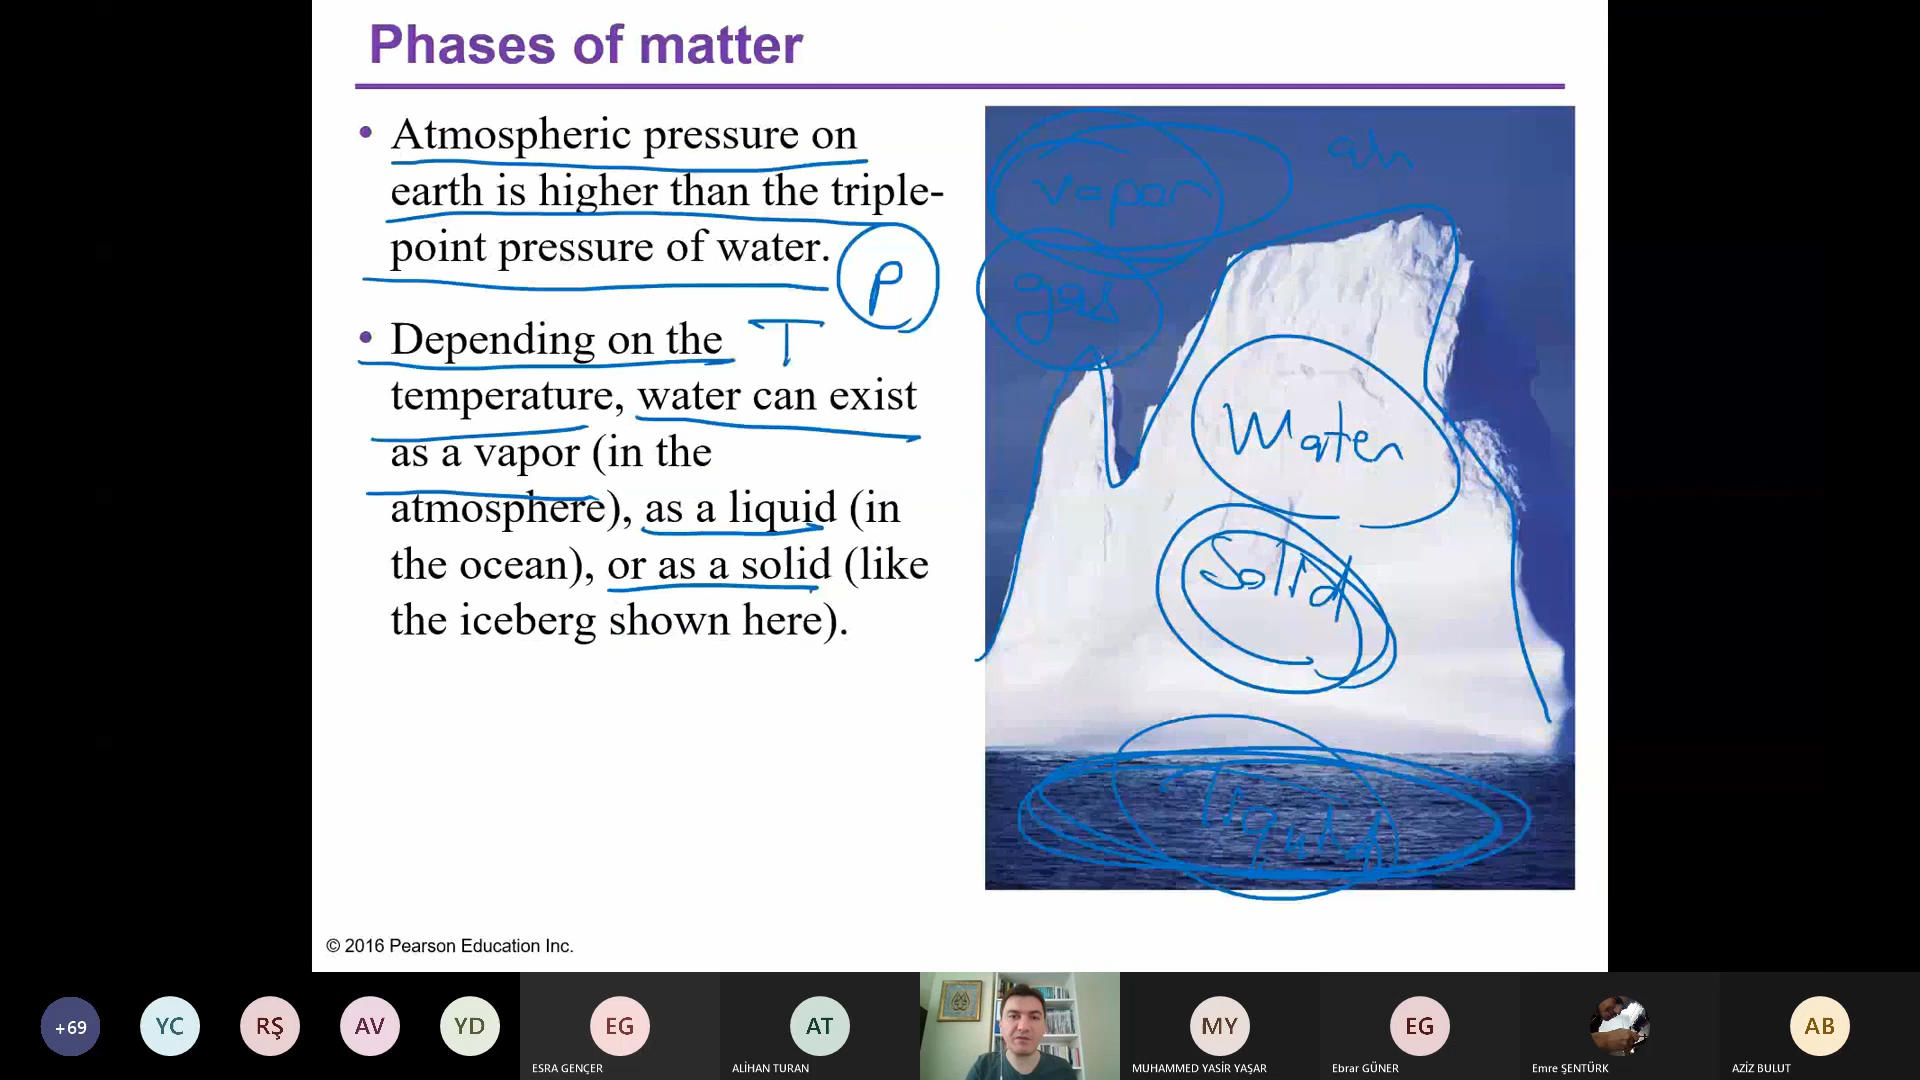 Phases of matter
• Atmospheric pressure on
earth is higher than the triple-
point pressure of water.
P
• Depending on the T
temperature, water can exist
as a vapor (in the
atmosphere), as a liquid (in
the ocean), or as a solid (like
the iceberg shown here).
vapor
gas
Water
Solid
liquid
© 2016 Pearson Education Inc.
+69
YC
RŞ
AV
YD
EG
ESRA GENÇER
AT
ALİHAN TURAN
MY
MUHAMMED YASİR YAŞAR
EG
Ebrar GÜNER
Emre ŞENTÜRK
AB
AZİZ BULUT